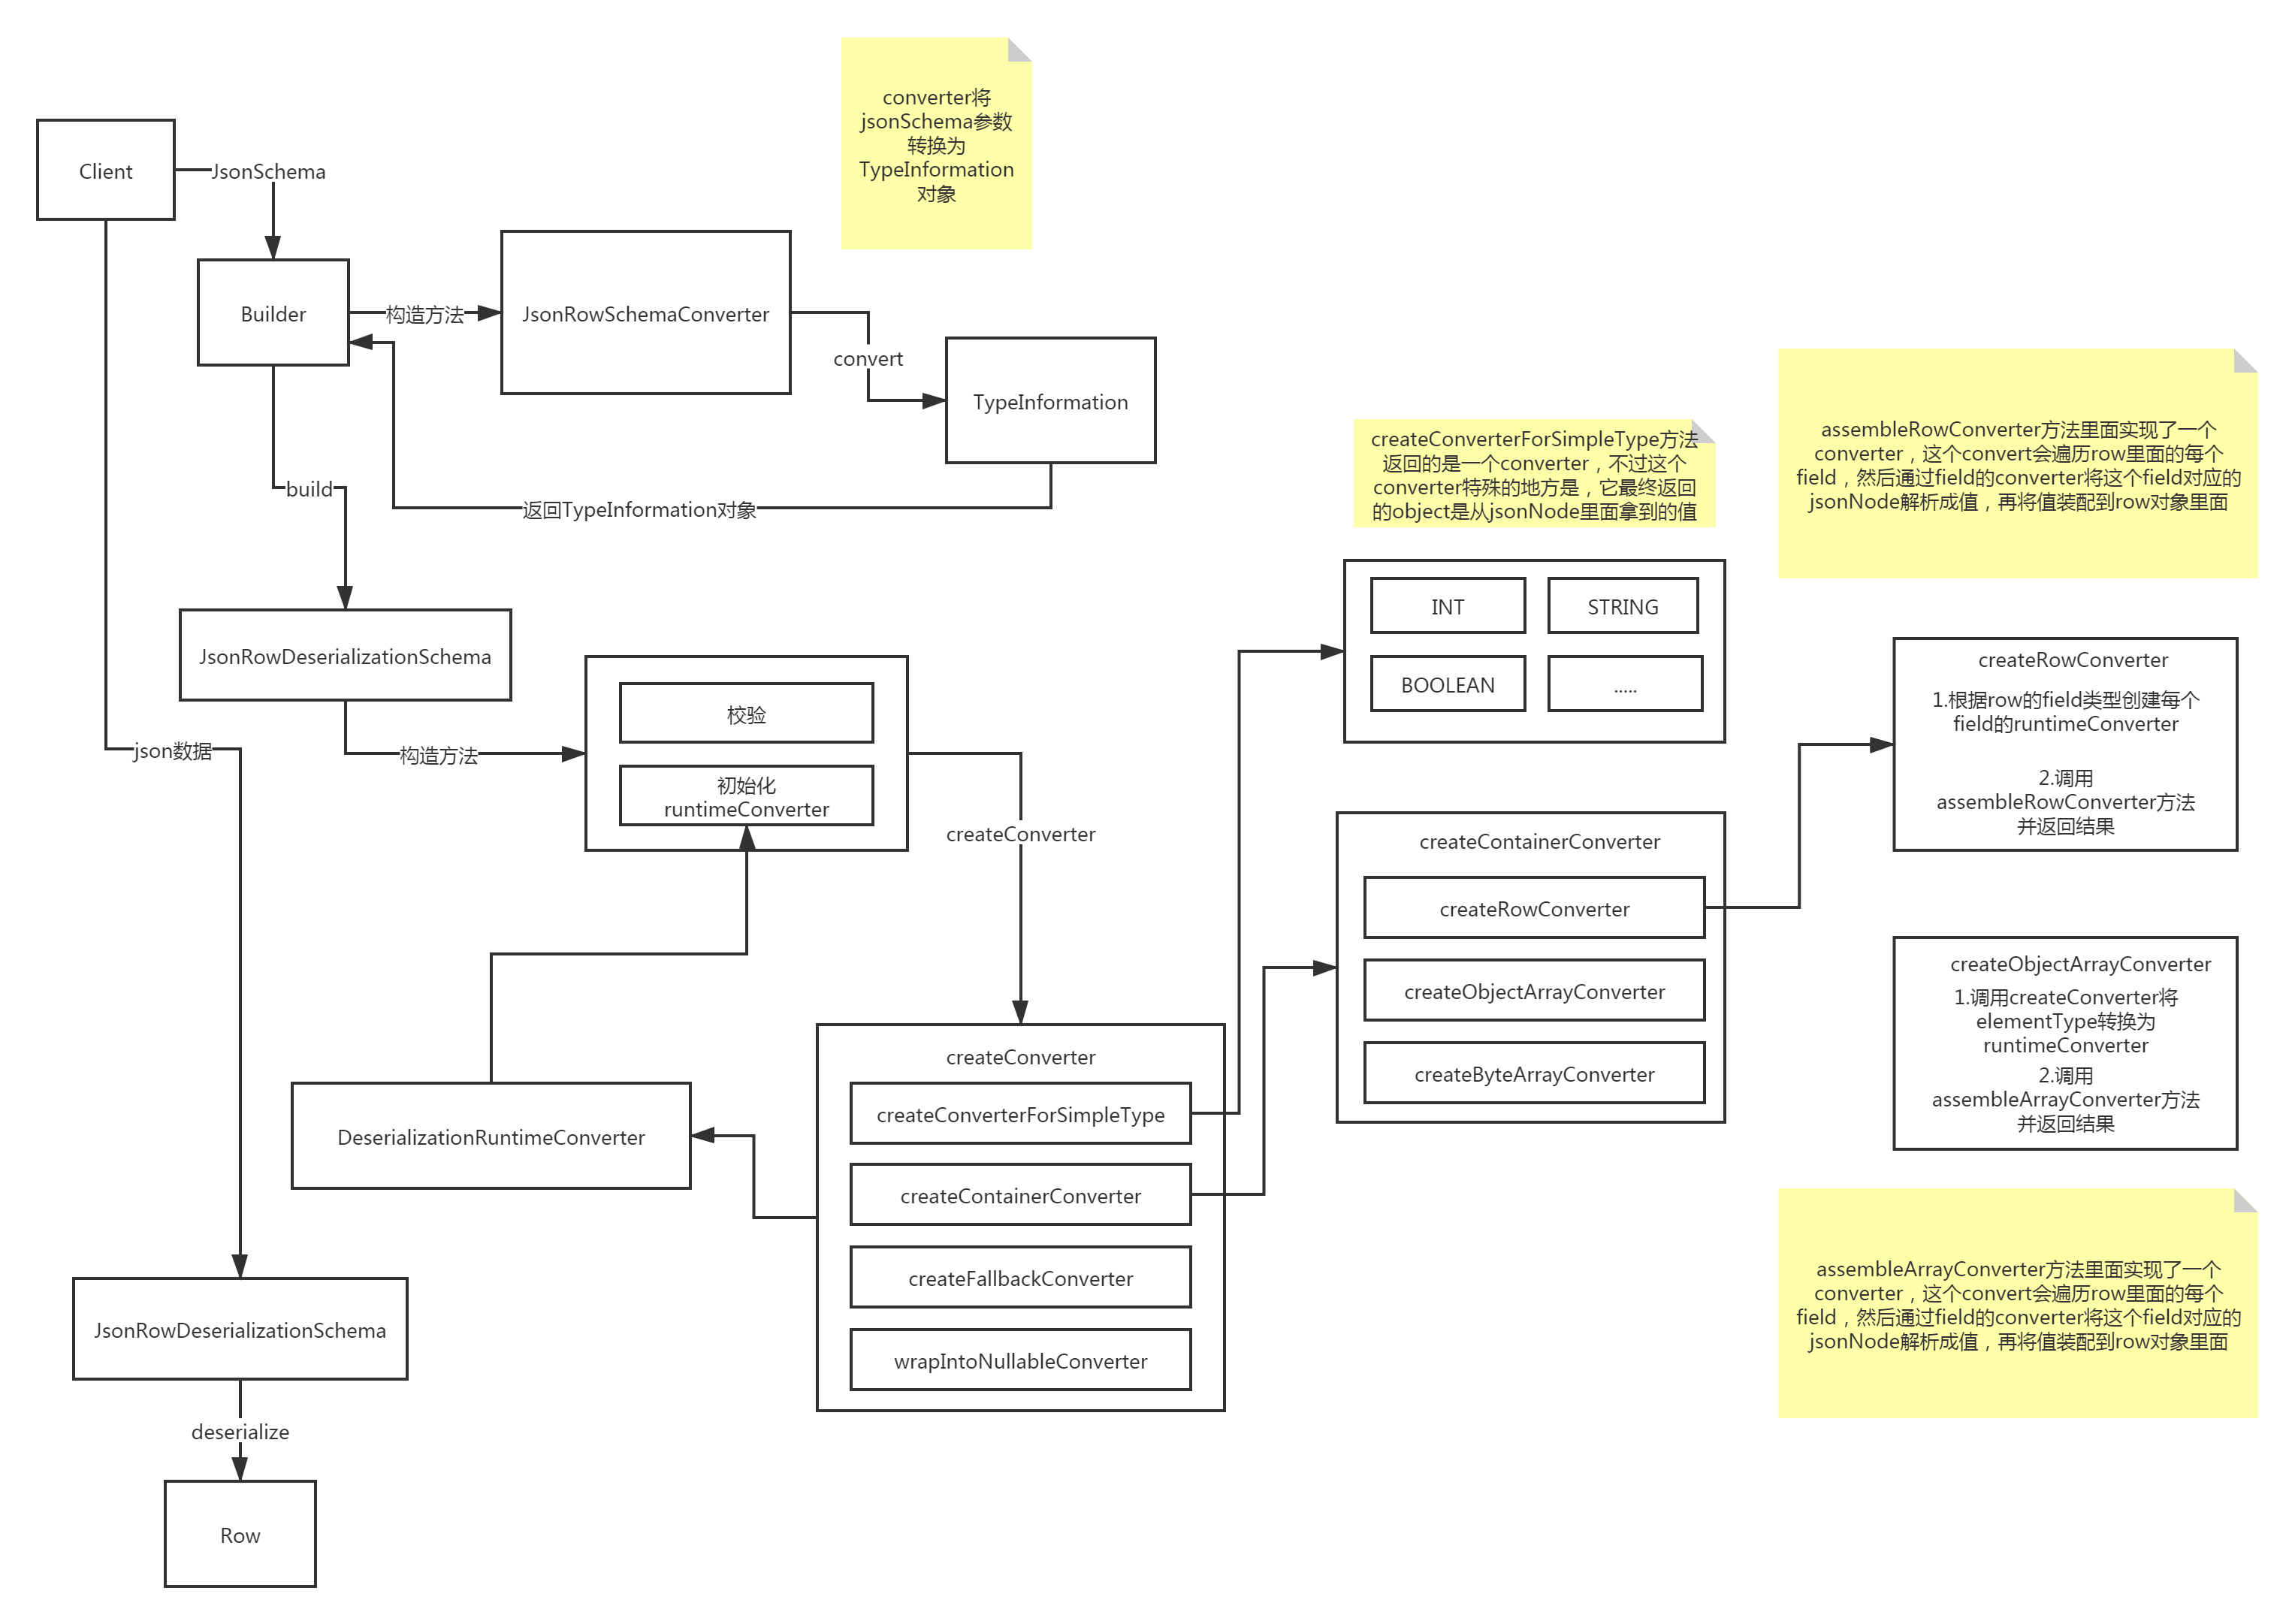 converter将
jsonSchema参数
转换为
TypeInformation
对象
Client
JsonSchema
Builder
构造方法
JsonRowSchemaConverter
convert
TypeInformation
返回TypeInformation对象
build
createConverterForSimpleType方法
返回的是一个converter，不过这个
converter特殊的地方是，它最终返回
的object是从jsonNode里面拿到的值
assembleRowConverter方法里面实现了一个
converter，这个convert会遍历row里面的每个
field，然后通过field的converter将这个field对应的
jsonNode解析成值，再将值装配到row对象里面
INT
STRING
BOOLEAN
.....
JsonRowDeserializationSchema
构造方法
校验
初始化
runtimeConverter
json数据
createConverter
createRowConverter
1.根据row的field类型创建每个
field的runtimeConverter
2.调用
assembleRowConverter方法
并返回结果
createContainerConverter
createRowConverter
createObjectArrayConverter
createByteArrayConverter
createObjectArrayConverter
1.调用createConverter将
elementType转换为
runtimeConverter
2.调用
assembleArrayConverter方法
并返回结果
createConverter
createConverterForSimpleType
createContainerConverter
createFallbackConverter
wrapIntoNullableConverter
DeserializationRuntimeConverter
assembleArrayConverter方法里面实现了一个
converter，这个convert会遍历row里面的每个
field，然后通过field的converter将这个field对应的
jsonNode解析成值，再将值装配到row对象里面
JsonRowDeserializationSchema
deserialize
Row